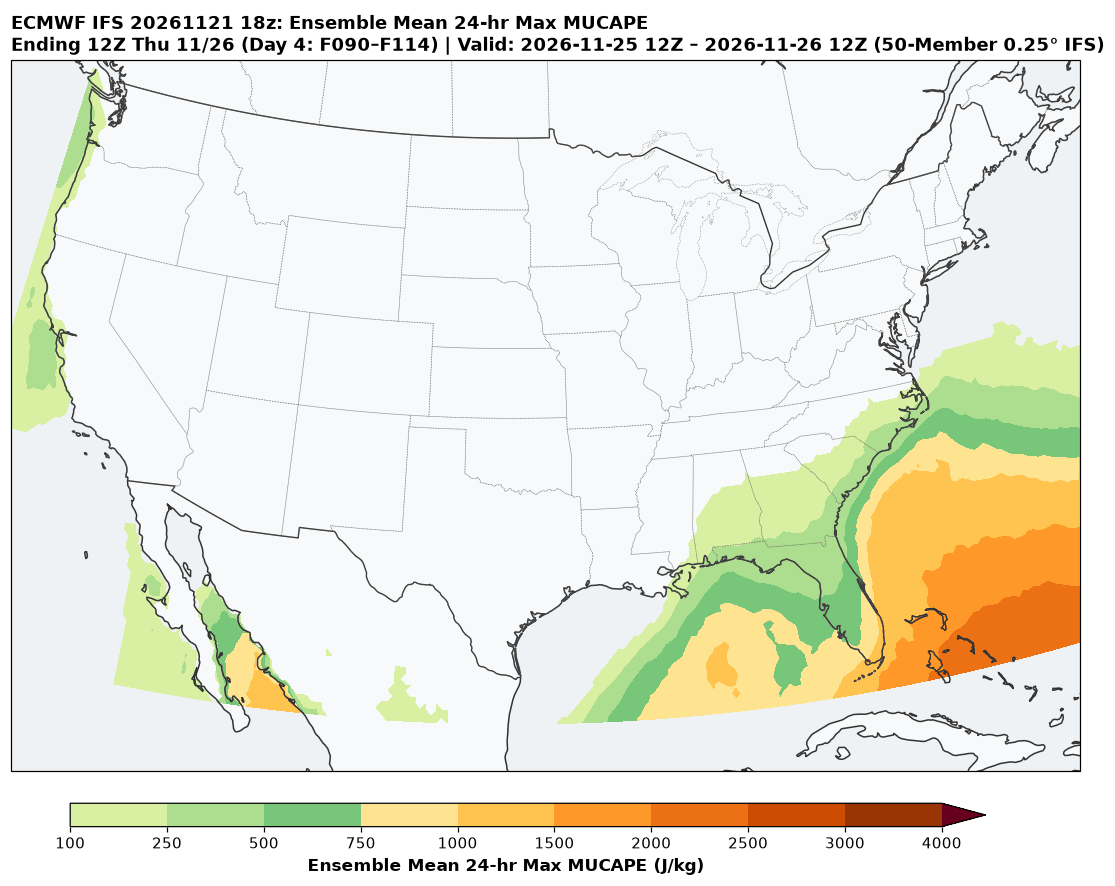 ECMWF IFS 20261121 18z: Ensemble Mean 24-hr Max MUCAPE
Ending 12Z Thu 11/26 (Day 4: F090–F114) | Valid: 2026-11-25 12Z – 2026-11-26 12Z (50-Member 0.25° IFS)
100 250 500 750 1000 1500 2000 2500 3000 4000
Ensemble Mean 24-hr Max MUCAPE (J/kg)